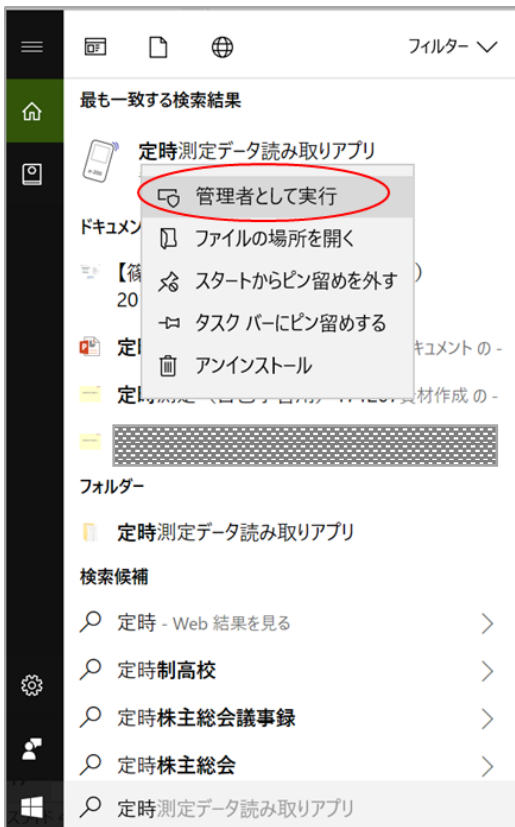 フィルター
最も一致する検索結果
定時測定データ読み取りアプリ
管理者として実行
ドキュメン
ファイルの場所を開く
【篠
)
スタートからピン留めを外す
20
タスク バーにピン留めする
定
キュメント の -
アンインストール
定
資材作成 の -
フォルダー
定時測定データ読み取りアプリ
検索候補
定時 - Web 結果を見る
定時制高校
定時株主総会議事録
定時株主総会
定時測定データ読み取りアプリ